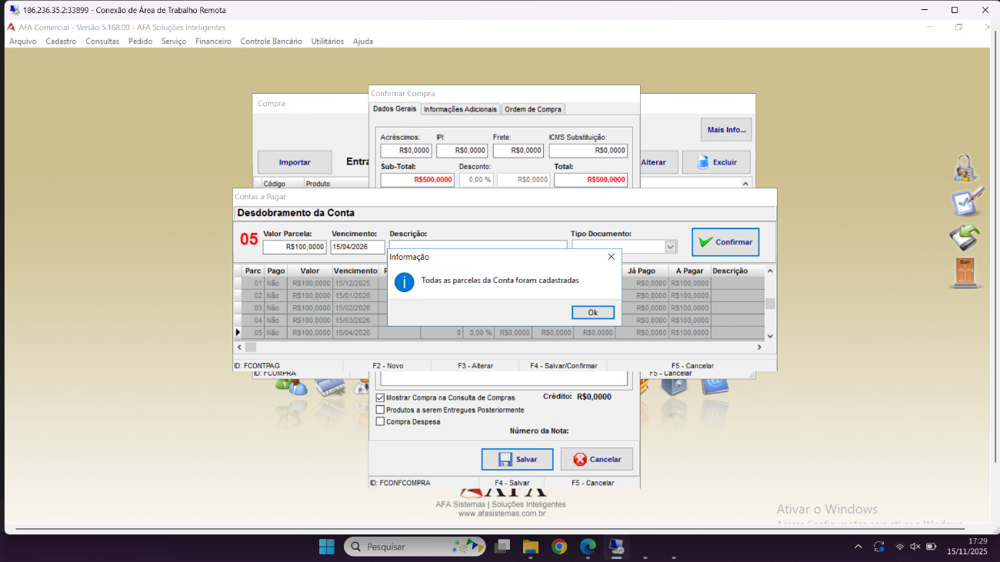 186.236.35.2:33899 - Conexão de Área de Trabalho Remota
AFA Comercial - Versão 5.168.00 - AFA Soluções Inteligentes
Arquivo Cadastro Consultas Pedido Serviço Financeiro Controle Bancário Utilitários Ajuda
Confirmar Compra
Compra
Dados Gerais Informações Adicionais Ordem de Compra
Mais Info...
Acréscimos: IPI: Frete: ICMS Substituição:
R$0,0000 R$0,0000 R$0,0000 R$0,0000
Importar Entra Alterar Excluir
Sub-Total: Desconto: Total:
R$500,0000 0,00 % R$0,0000 R$500,0000
Código Produto
Contas a Pagar
Desdobramento da Conta
05 Valor Parcela: Vencimento: Descrição: Tipo Documento:
R$100,0000 15/04/2026 Confirmar
Informação
Todas as parcelas da Conta foram cadastradas
Ok
Parc Pago Valor Vencimento Já Pago A Pagar Descrição
01 Não R$100,0000 15/12/2025 R$0,0000 R$100,0000
02 Não R$100,0000 15/01/2026 R$0,0000 R$100,0000
03 Não R$100,0000 15/02/2026 R$0,0000 R$100,0000
04 Não R$100,0000 15/03/2026 R$0,0000 R$100,0000
05 Não R$100,0000 15/04/2026 0 0,00 % R$0,0000 R$0,0000 R$0,0000 R$0,0000 R$100,0000
ID: FCONTPAG F2 - Novo F3 - Alterar F4 - Salvar/Confirmar F5 - Cancelar
ID: FCOMPRA F5 - Cancelar
Mostrar Compra na Consulta de Compras Crédito: R$0,0000
Produtos a serem Entregues Posteriormente
Compra Despesa
Número da Nota:
Salvar Cancelar
ID: FCONFCOMPRA F4 - Salvar F5 - Cancelar
AFA
AFA Sistemas | Soluções Inteligentes
www.afasistemas.com.br
Sair
Ativar o Windows
Pesquisar
17:29
15/11/2025